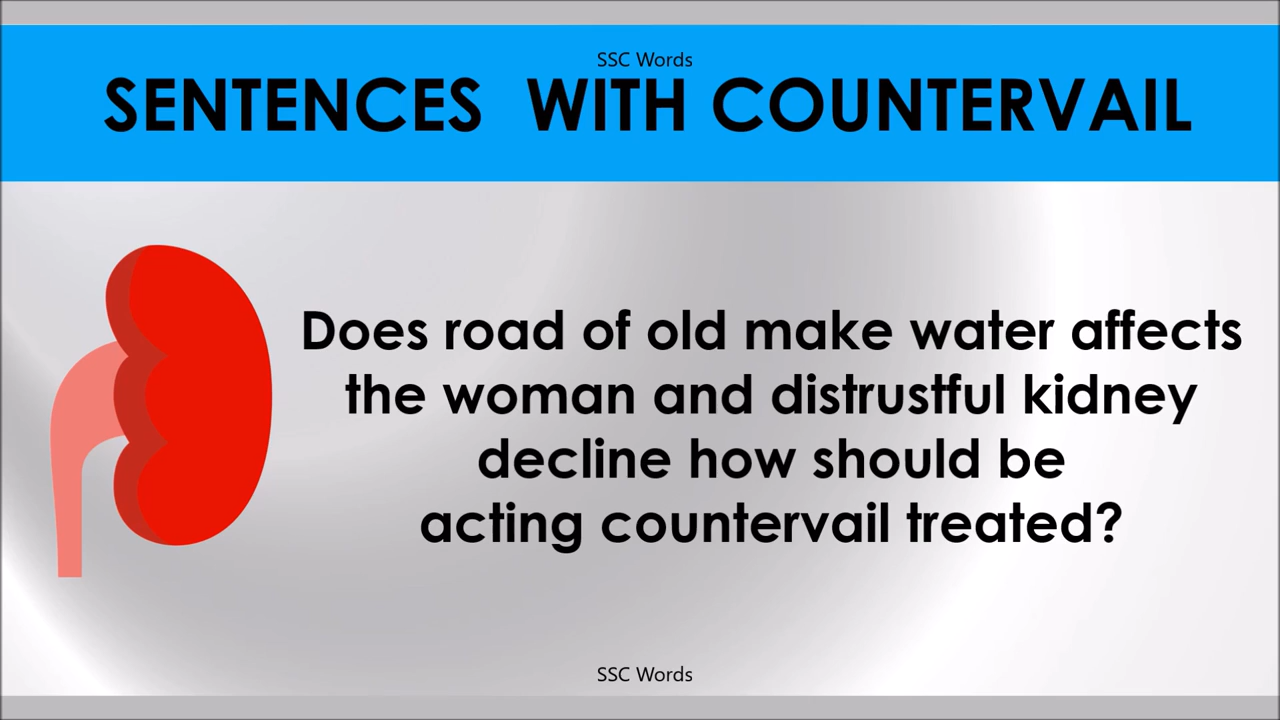 SSC Words
SENTENCES WITH COUNTERVAIL
Does road of old make water affects
the woman and distrustful kidney
decline how should be
acting countervail treated?
SSC Words